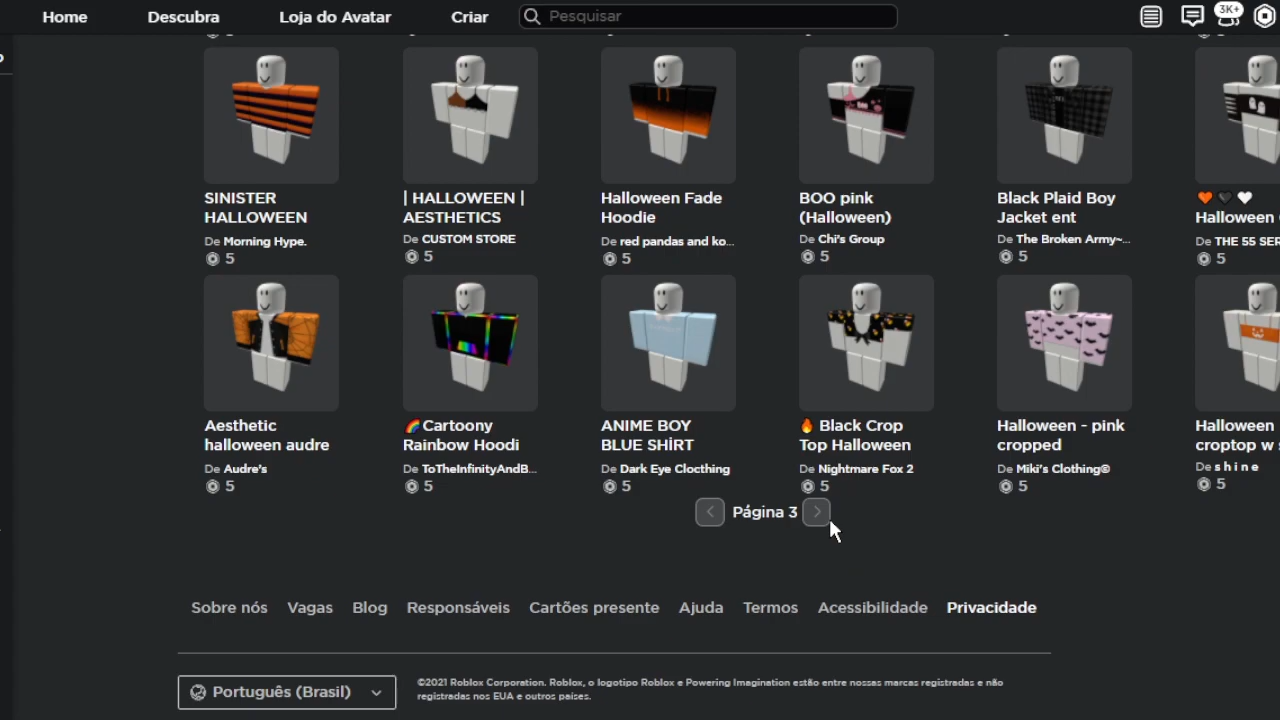 Home Descubra Loja do Avatar Criar Pesquisar 3K+
SINISTER
HALLOWEEN
De Morning Hype.
5
| HALLOWEEN |
AESTHETICS
De CUSTOM STORE
5
Halloween Fade
Hoodie
De red pandas and ko...
5
BOO pink
(Halloween)
De Chi's Group
5
Black Plaid Boy
Jacket ent
De The Broken Army~...
5
🧡🖤🤍
Halloween
De THE 55 SER
5
Aesthetic
halloween audre
De Audre's
5
🌈Cartoony
Rainbow Hoodi
De ToTheInfinityAndB...
5
ANIME BOY
BLUE SHİRT
De Dark Eye Clocthing
5
🔥 Black Crop
Top Halloween
De Nightmare Fox 2
5
Halloween - pink
cropped
De Miki's Clothing©
5
Halloween
croptop w
De s h i n e
5
Página 3
Sobre nós Vagas Blog Responsáveis Cartões presente Ajuda Termos Acessibilidade Privacidade
Português (Brasil)
©2021 Roblox Corporation. Roblox, o logotipo Roblox e Powering Imagination estão entre nossas marcas registradas e não
registradas nos EUA e outros países.